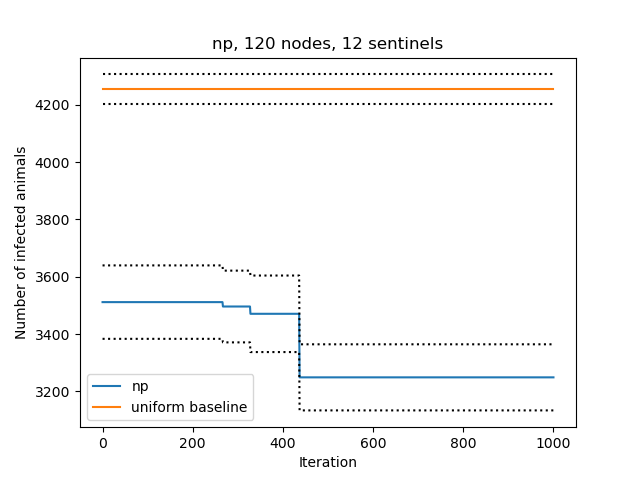 np, 120 nodes, 12 sentinels
Number of infected animals
4200
4000
3800
3600
3400
3200
np
uniform baseline
0 200 400 600 800 1000
Iteration